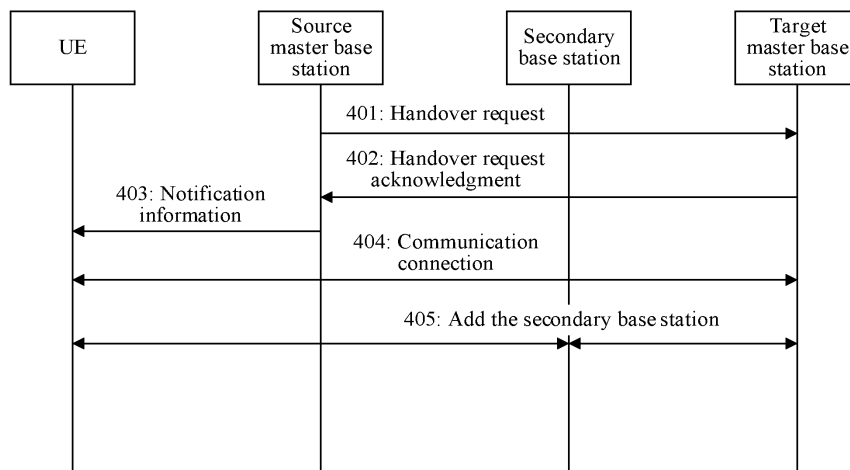 UE
Source
master base
station
Secondary
base station
Target
master base
station
401: Handover request
402: Handover request
acknowledgment
403: Notification
information
404: Communication
connection
405: Add the secondary base station